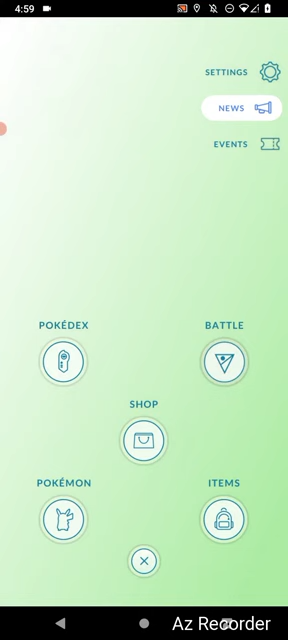 4:59
SETTINGS
NEWS
EVENTS
POKÉDEX
BATTLE
SHOP
POKÉMON
ITEMS
Az Recorder